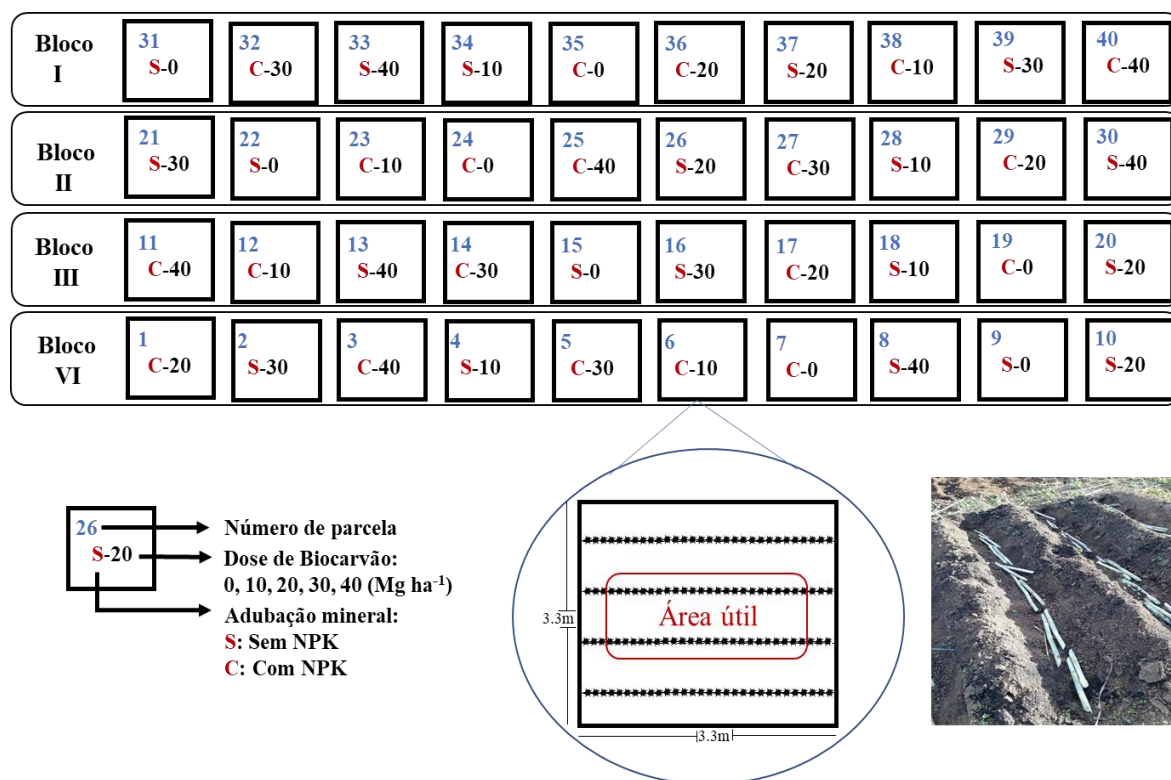 Bloco
I
31
S-0
32
C-30
33
S-40
34
S-10
35
C-0
36
C-20
37
S-20
38
C-10
39
S-30
40
C-40
Bloco
II
21
S-30
22
S-0
23
C-10
24
C-0
25
C-40
26
S-20
27
C-30
28
S-10
29
C-20
30
S-40
Bloco
III
11
C-40
12
C-10
13
S-40
14
C-30
15
S-0
16
S-30
17
C-20
18
S-10
19
C-0
20
S-20
Bloco
VI
1
C-20
2
S-30
3
C-40
4
S-10
5
C-30
6
C-10
7
C-0
8
S-40
9
S-0
10
S-20
26
S-20
Número de parcela
Dose de Biocarvão:
0, 10, 20, 30, 40 (Mg ha⁻¹)
Adubação mineral:
S: Sem NPK
C: Com NPK
Área útil
3.3m
3.3m